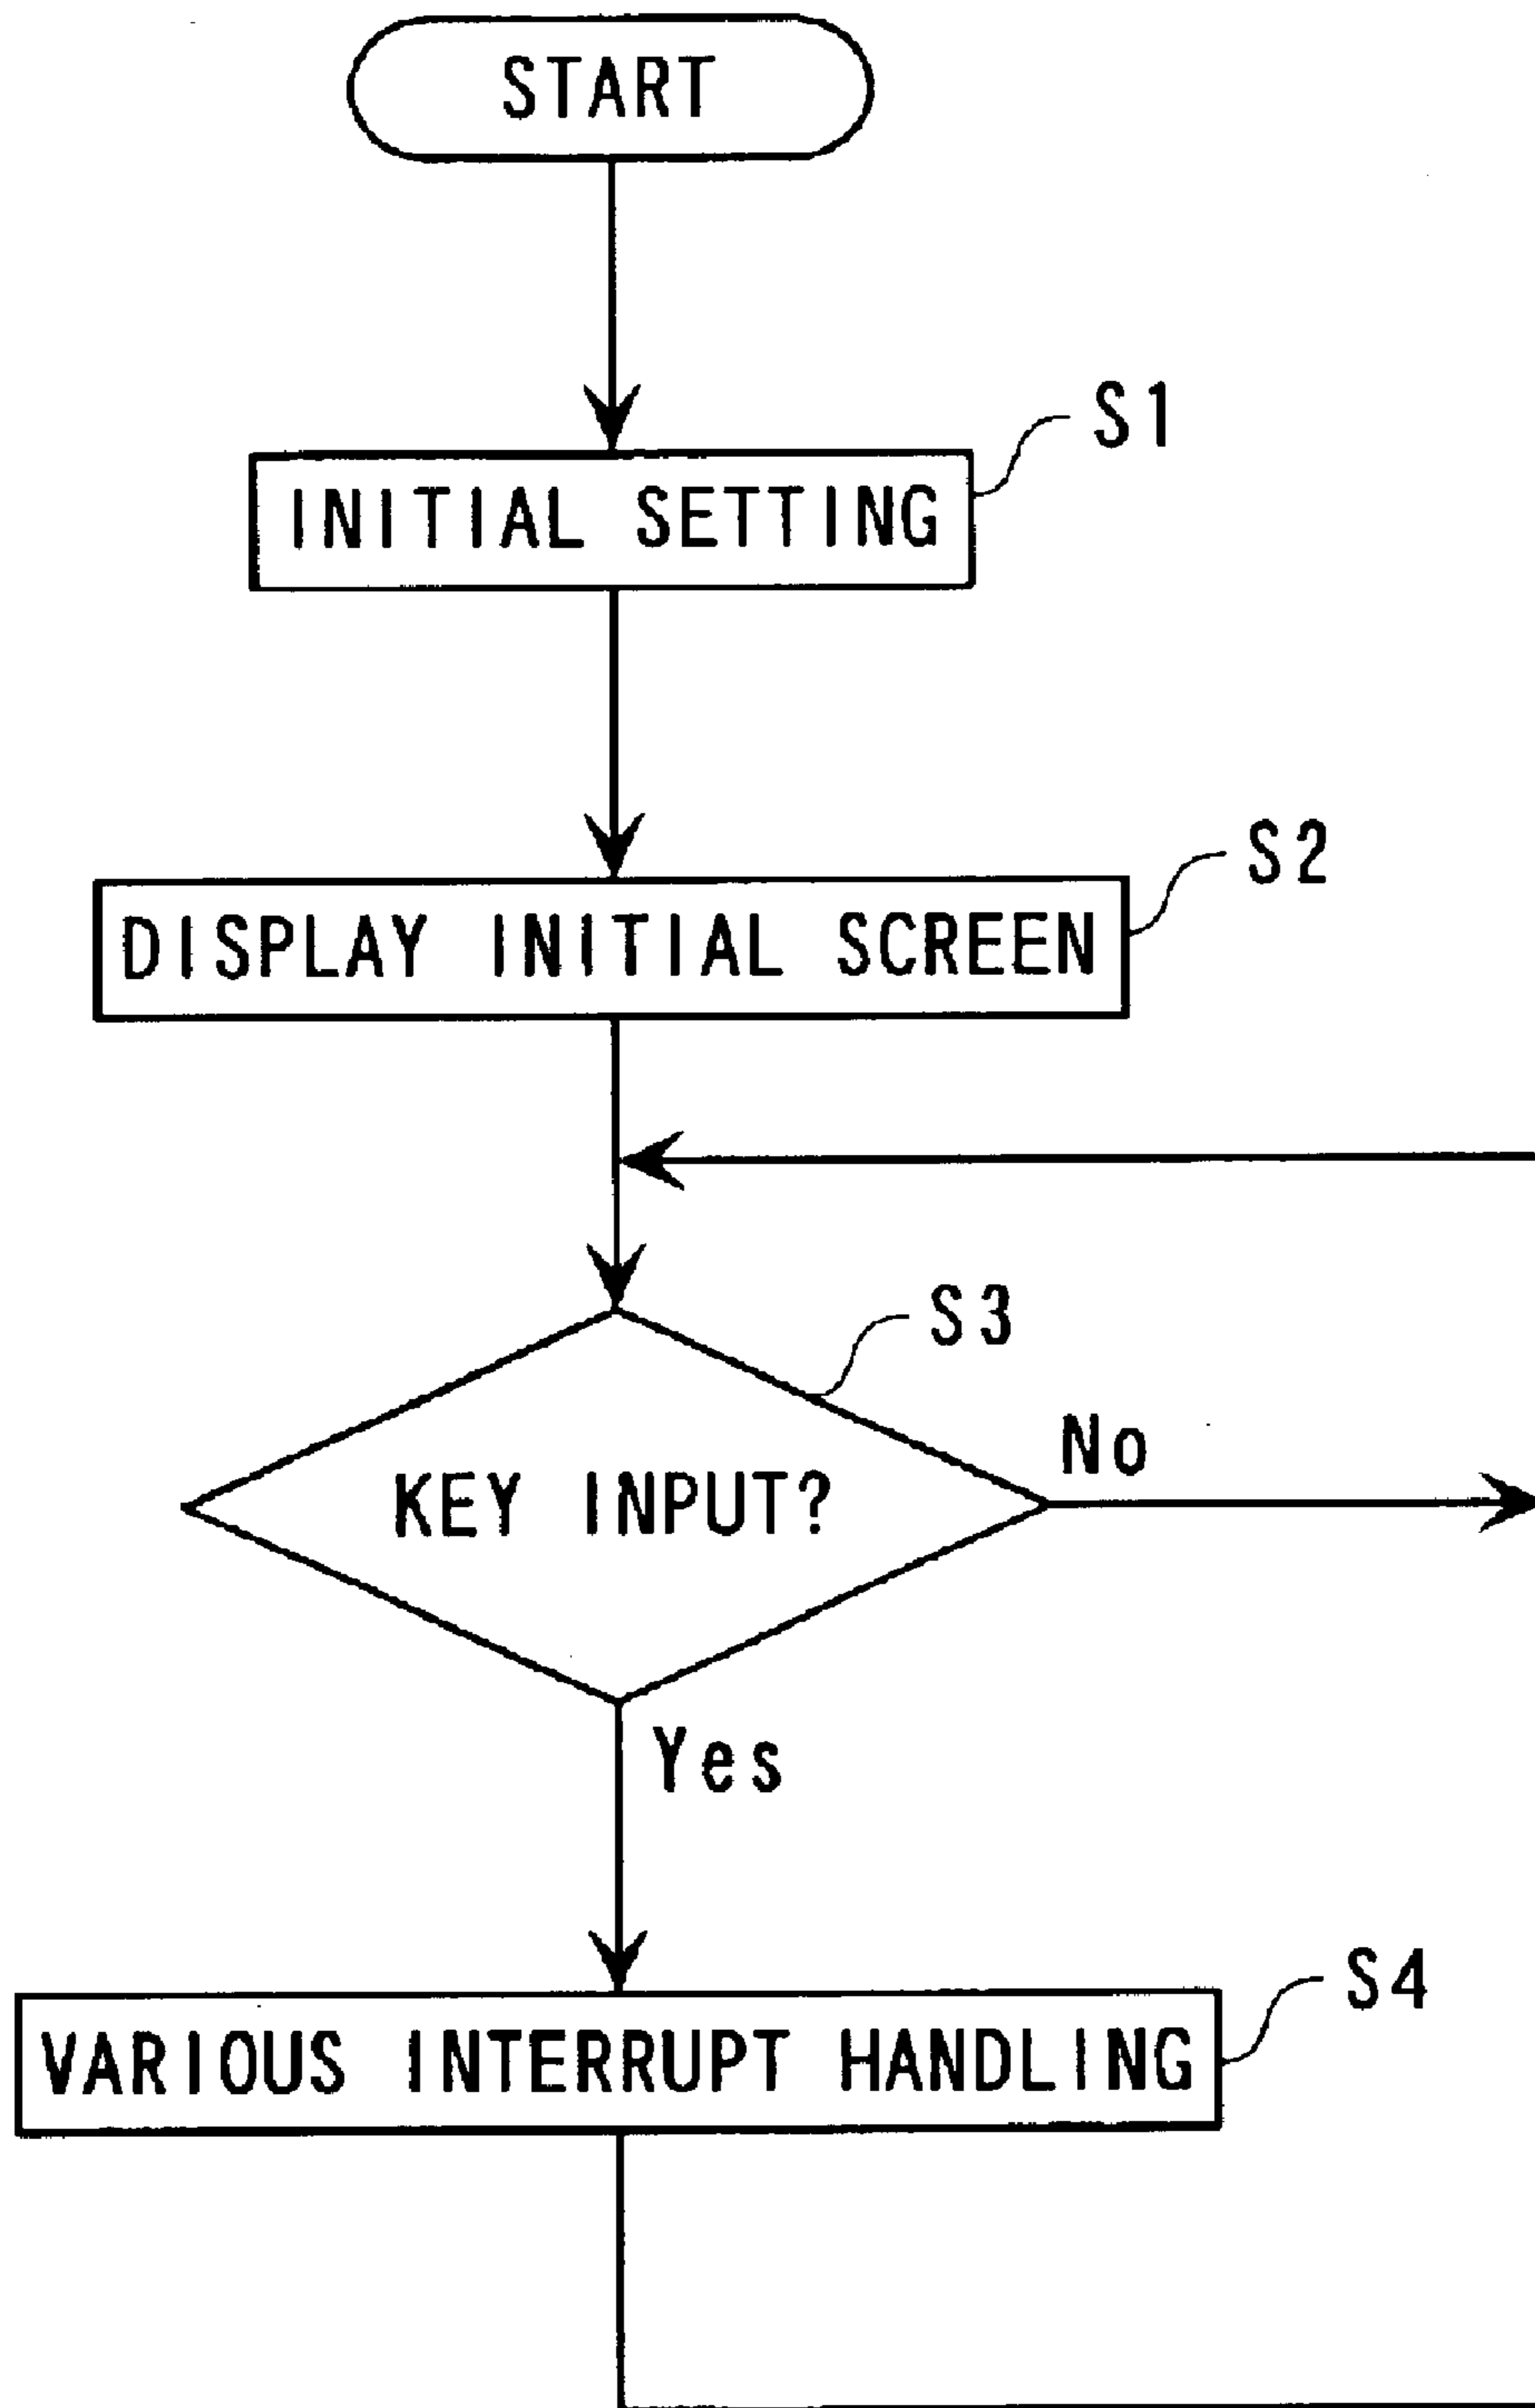 START
S1
INITIAL SETTING
S2
DISPLAY INITIAL SCREEN
S3
No
KEY INPUT?
Yes
S4
VARIOUS INTERRUPT HANDLING